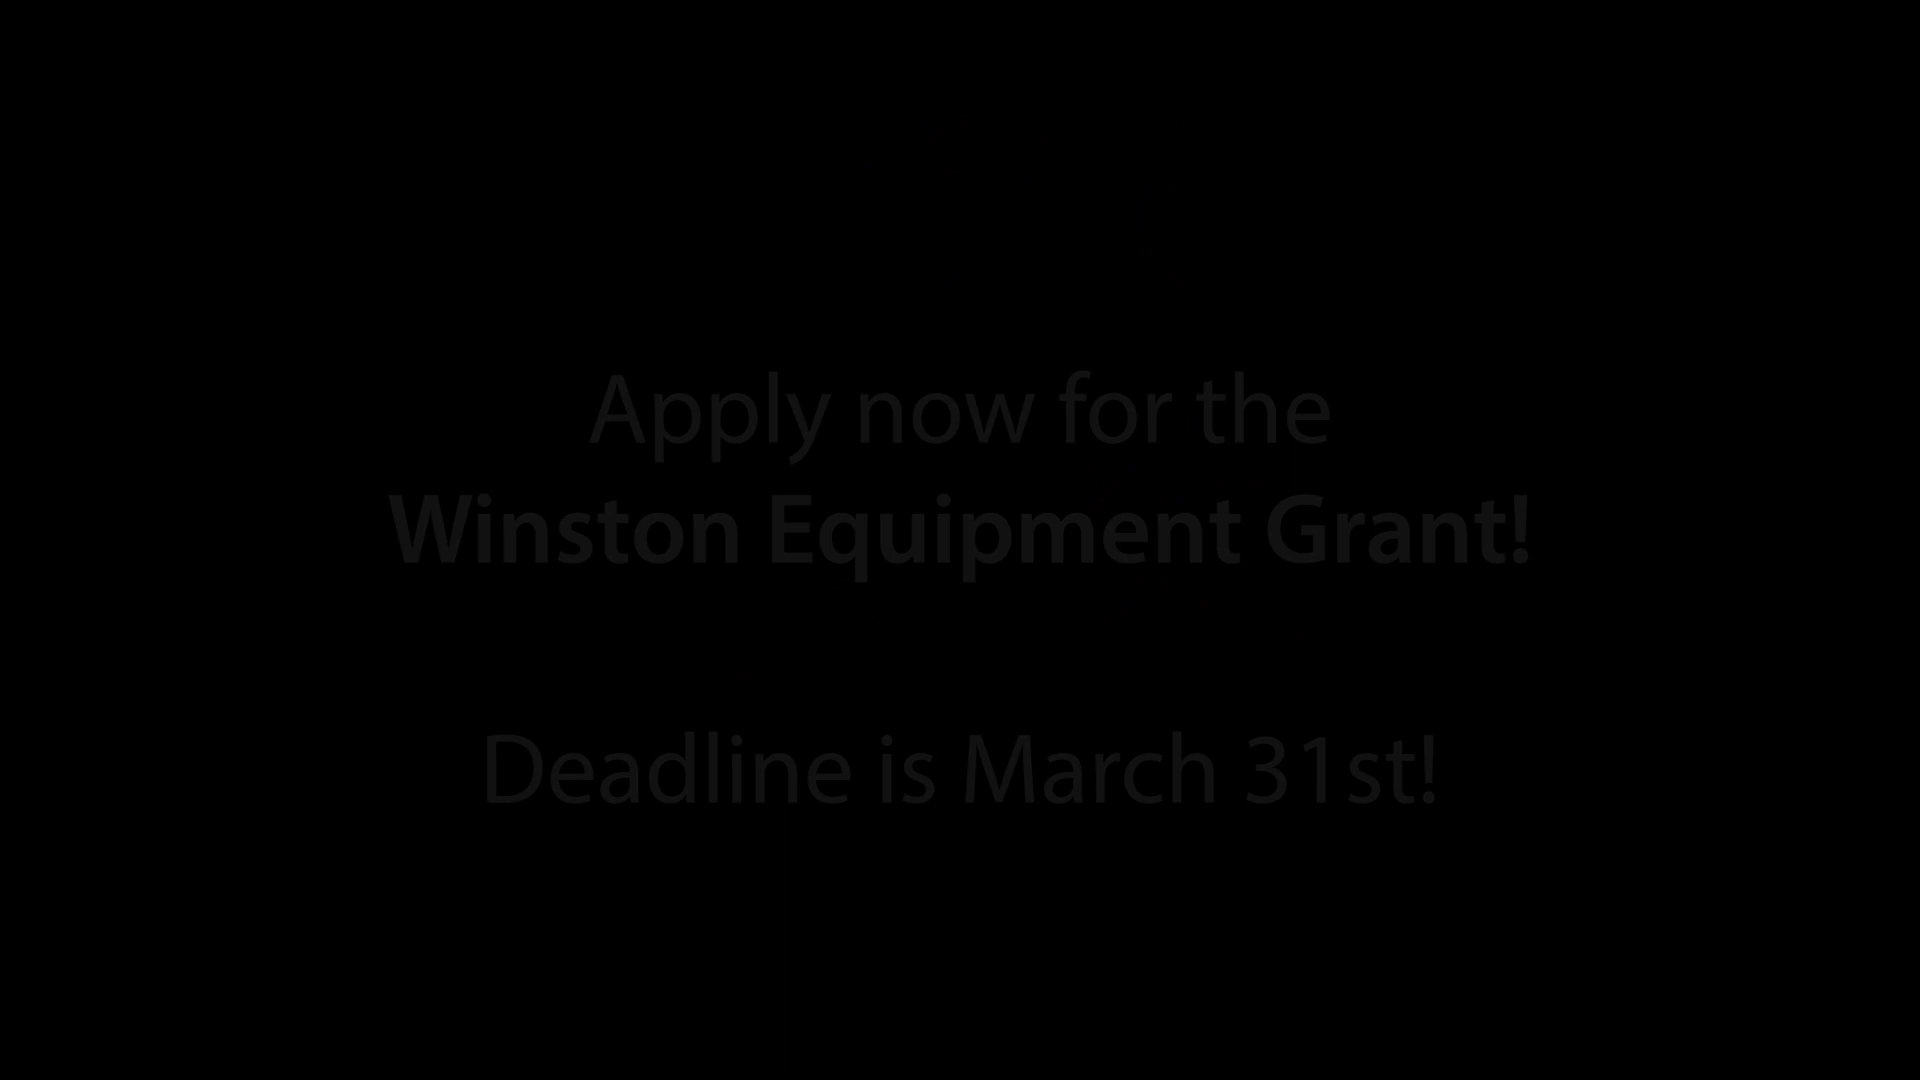 Apply now for the
Winston Equipment Grant!
Deadline is March 31st!